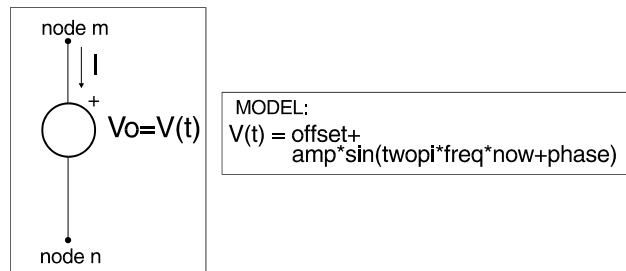 node m
I
+
Vo=V(t)
node n
MODEL:
V(t) = offset+
amp*sin(twopi*freq*now+phase)